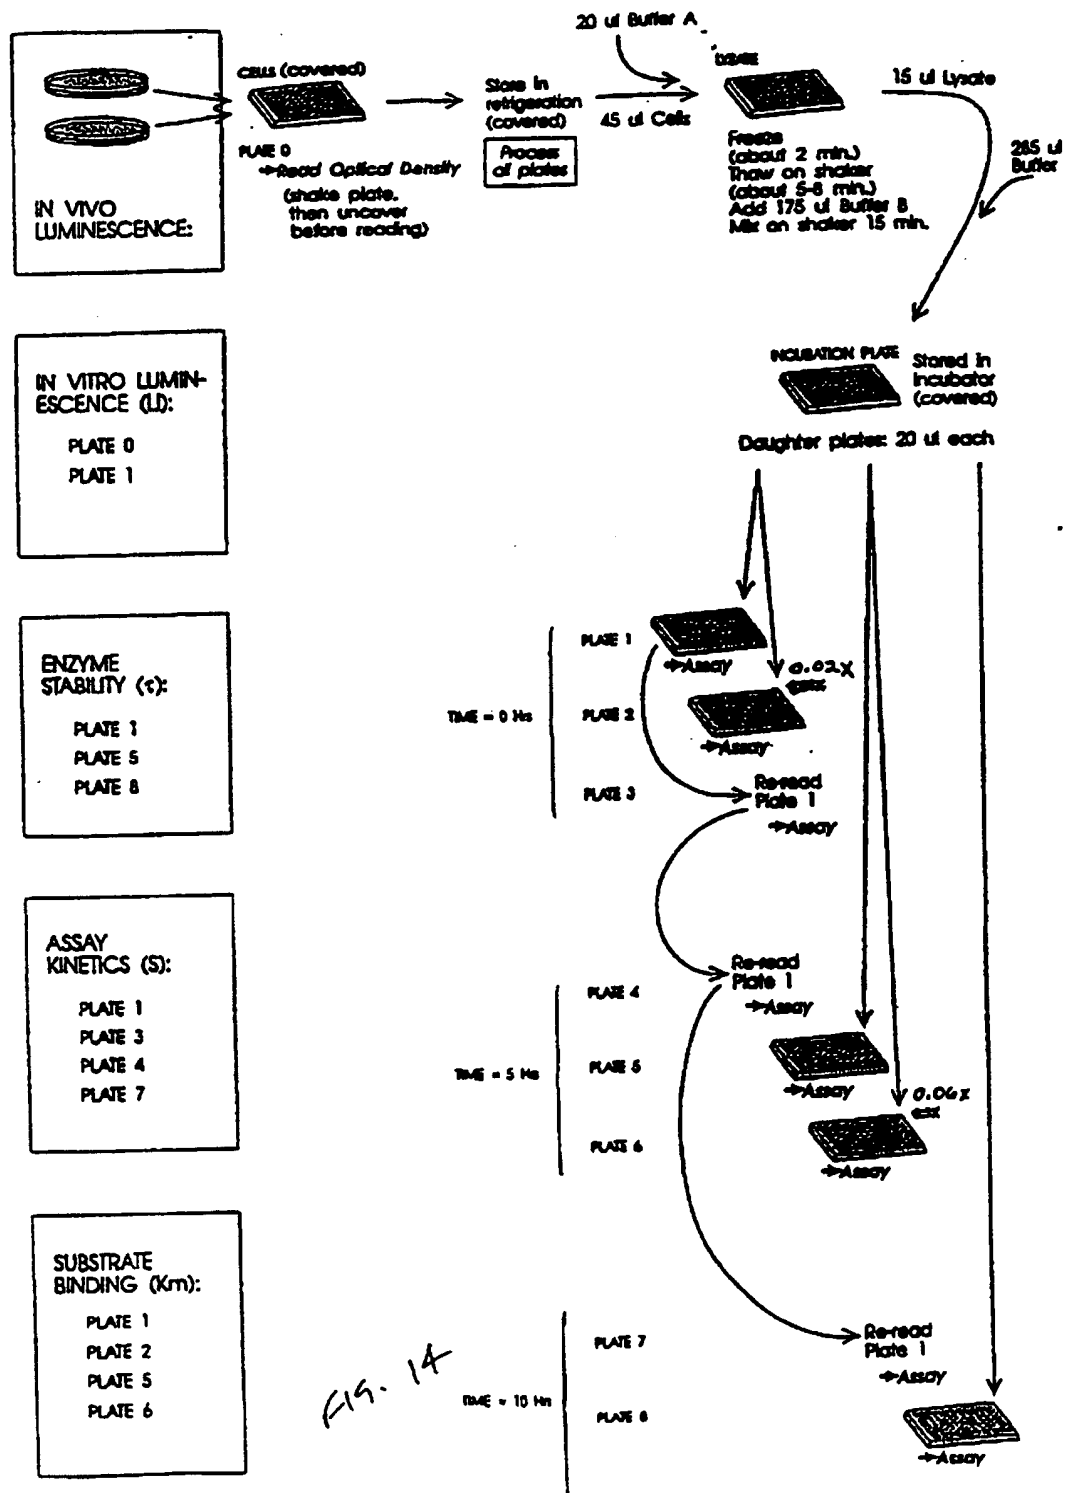 IN VIVO
LUMINESCENCE:
CELLS (covered)
PLATE 0
Read Optical Density
(shake plate,
then uncover
before reading)
Store in
refrigeration
(covered)
Process
of plates
20 ul Buffer A
45 ul Cells
Freeze
(about 2 min.)
Thaw on shaker
(about 5-8 min.)
Add 175 ul Buffer B
Mix on shaker 15 min.
15 ul Lysate
285 ul
Buffer
IN VITRO LUMIN-
ESCENCE (LI):
PLATE 0
PLATE 1
INCUBATION PLATE
Stored in
incubator
(covered)
Daughter plates: 20 ul each
ENZYME
STABILITY (τ):
PLATE 1
PLATE 5
PLATE 8
TIME = 0 Hrs
PLATE 1
Assay
0.02X
PLATE 2
Assay
PLATE 3
Re-read
Plate 1
Assay
ASSAY
KINETICS (S):
PLATE 1
PLATE 3
PLATE 4
PLATE 7
TIME = 5 Hrs
PLATE 4
Re-read
Plate 1
Assay
PLATE 5
Assay
0.06X
PLATE 6
Assay
SUBSTRATE
BINDING (Km):
PLATE 1
PLATE 2
PLATE 5
PLATE 6
FIG. 14
PLATE 7
Re-read
Plate 1
Assay
PLATE 8
Assay